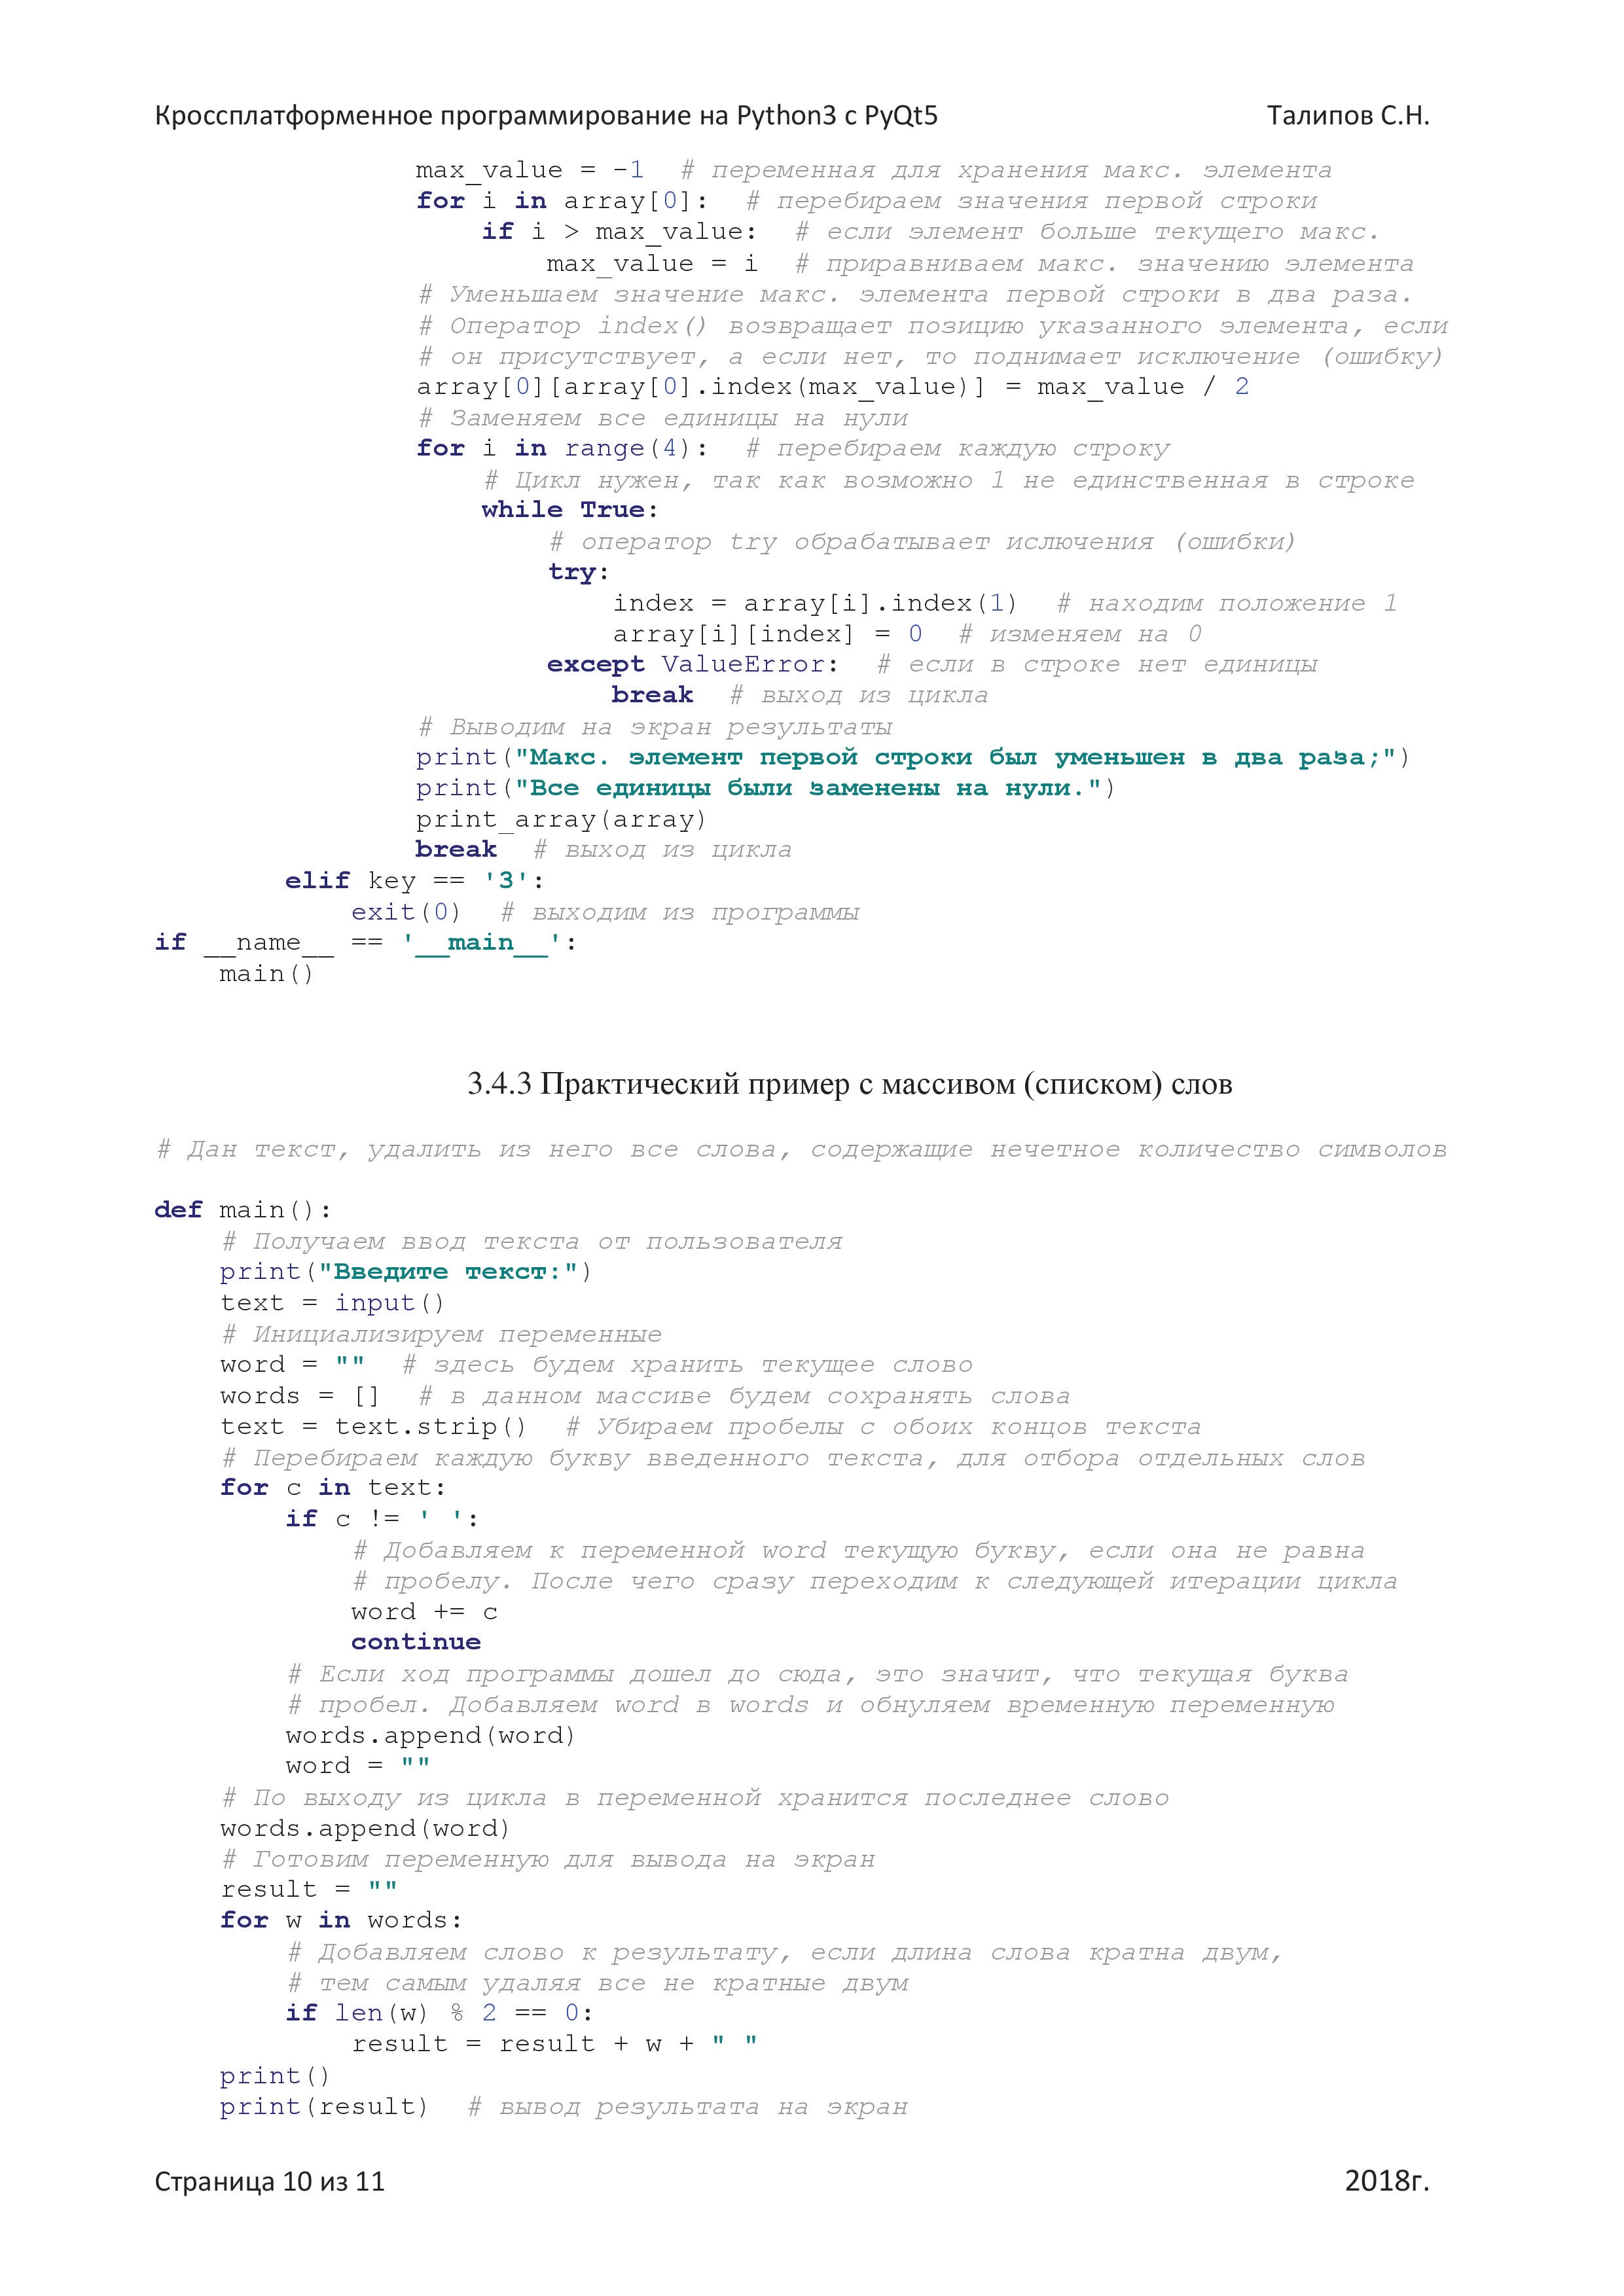 Кроссплатформенное программирование на Python3 с PyQt5 Талипов С.Н.
max_value = -1  # переменная для хранения макс. элемента
for i in array[0]:  # перебираем значения первой строки
if i > max_value:  # если элемент больше текущего макс.
max_value = i  # приравниваем макс. значению элемента
# Уменьшаем значение макс. элемента первой строки в два раза.
# Оператор index() возвращает позицию указанного элемента, если
# он присутствует, а если нет, то поднимает исключение (ошибку)
array[0][array[0].index(max_value)] = max_value / 2
# Заменяем все единицы на нули
for i in range(4):  # перебираем каждую строку
# Цикл нужен, так как возможно 1 не единственная в строке
while True:
# оператор try обрабатывает ислючения (ошибки)
try:
index = array[i].index(1)  # находим положение 1
array[i][index] = 0  # изменяем на 0
except ValueError:  # если в строке нет единицы
break  # выход из цикла
# Выводим на экран результаты
print("Макс. элемент первой строки был уменьшен в два раза;")
print("Все единицы были заменены на нули.")
print_array(array)
break  # выход из цикла
elif key == '3':
exit(0)  # выходим из программы
if __name__ == '__main__':
main()
3.4.3 Практический пример с массивом (списком) слов
# Дан текст, удалить из него все слова, содержащие нечетное количество символов
def main():
# Получаем ввод текста от пользователя
print("Введите текст:")
text = input()
# Инициализируем переменные
word = ""  # здесь будем хранить текущее слово
words = []  # в данном массиве будем сохранять слова
text = text.strip()  # Убираем пробелы с обоих концов текста
# Перебираем каждую букву введенного текста, для отбора отдельных слов
for c in text:
if c != ' ':
# Добавляем к переменной word текущую букву, если она не равна
# пробелу. После чего сразу переходим к следующей итерации цикла
word += c
continue
# Если ход программы дошел до сюда, это значит, что текущая буква
# пробел. Добавляем word в words и обнуляем временную переменную
words.append(word)
word = ""
# По выходу из цикла в переменной хранится последнее слово
words.append(word)
# Готовим переменную для вывода на экран
result = ""
for w in words:
# Добавляем слово к результату, если длина слова кратна двум,
# тем самым удаляя все не кратные двум
if len(w) % 2 == 0:
result = result + w + " "
print()
print(result)  # вывод результата на экран
Страница 10 из 11 2018г.